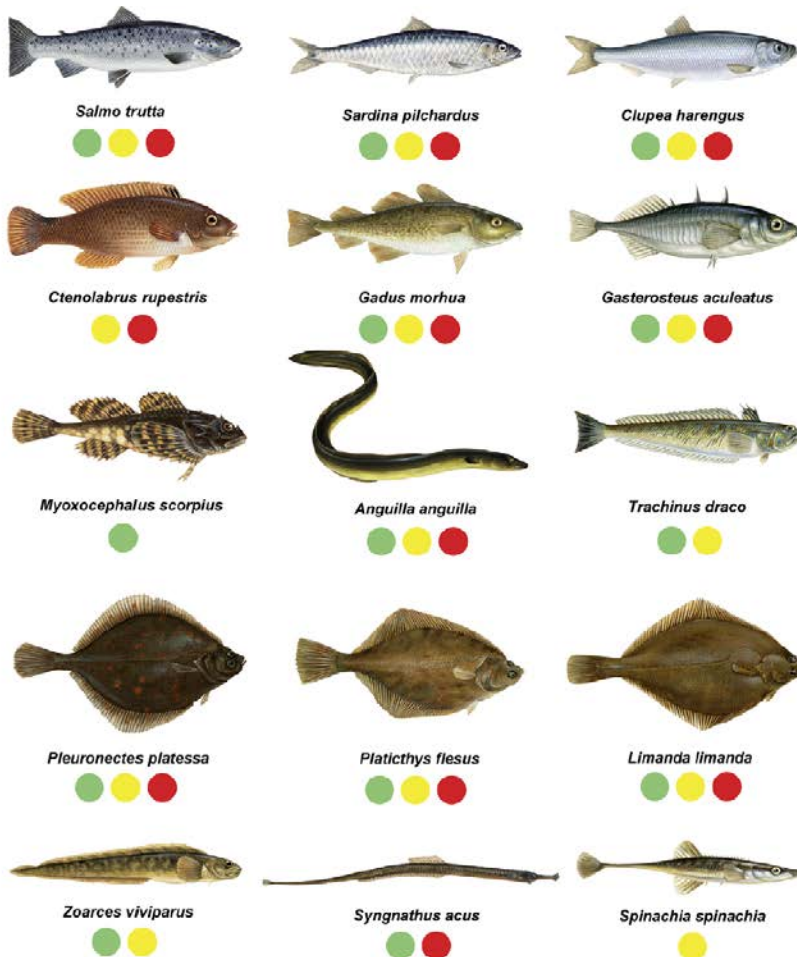 Salmo trutta
Sardina pilchardus
Clupea harengus
Ctenolabrus rupestris
Gadus morhua
Gasterosteus aculeatus
Myoxocephalus scorpius
Anguilla anguilla
Trachinus draco
Pleuronectes platessa
Platicthys flesus
Limanda limanda
Zoarces viviparus
Syngnathus acus
Spinachia spinachia